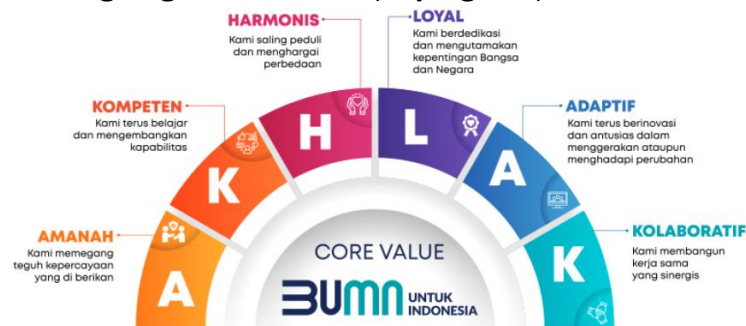 HARMONIS
Kami saling peduli
dan menghargai
perbedaan
LOYAL
Kami berdedikasi
dan mengutamakan
kepentingan Bangsa
dan Negara
KOMPETEN
Kami terus belajar
dan mengembangkan
kapabilitas
ADAPTIF
Kami terus berinovasi
dan antusias dalam
menggerakan ataupun
menghadapi perubahan
AMANAH
Kami memegang
teguh kepercayaan
yang di berikan
KOLABORATIF
Kami membangun
kerja sama
yang sinergis
A
K
H
L
A
K
CORE VALUE
BUMN UNTUK
INDONESIA